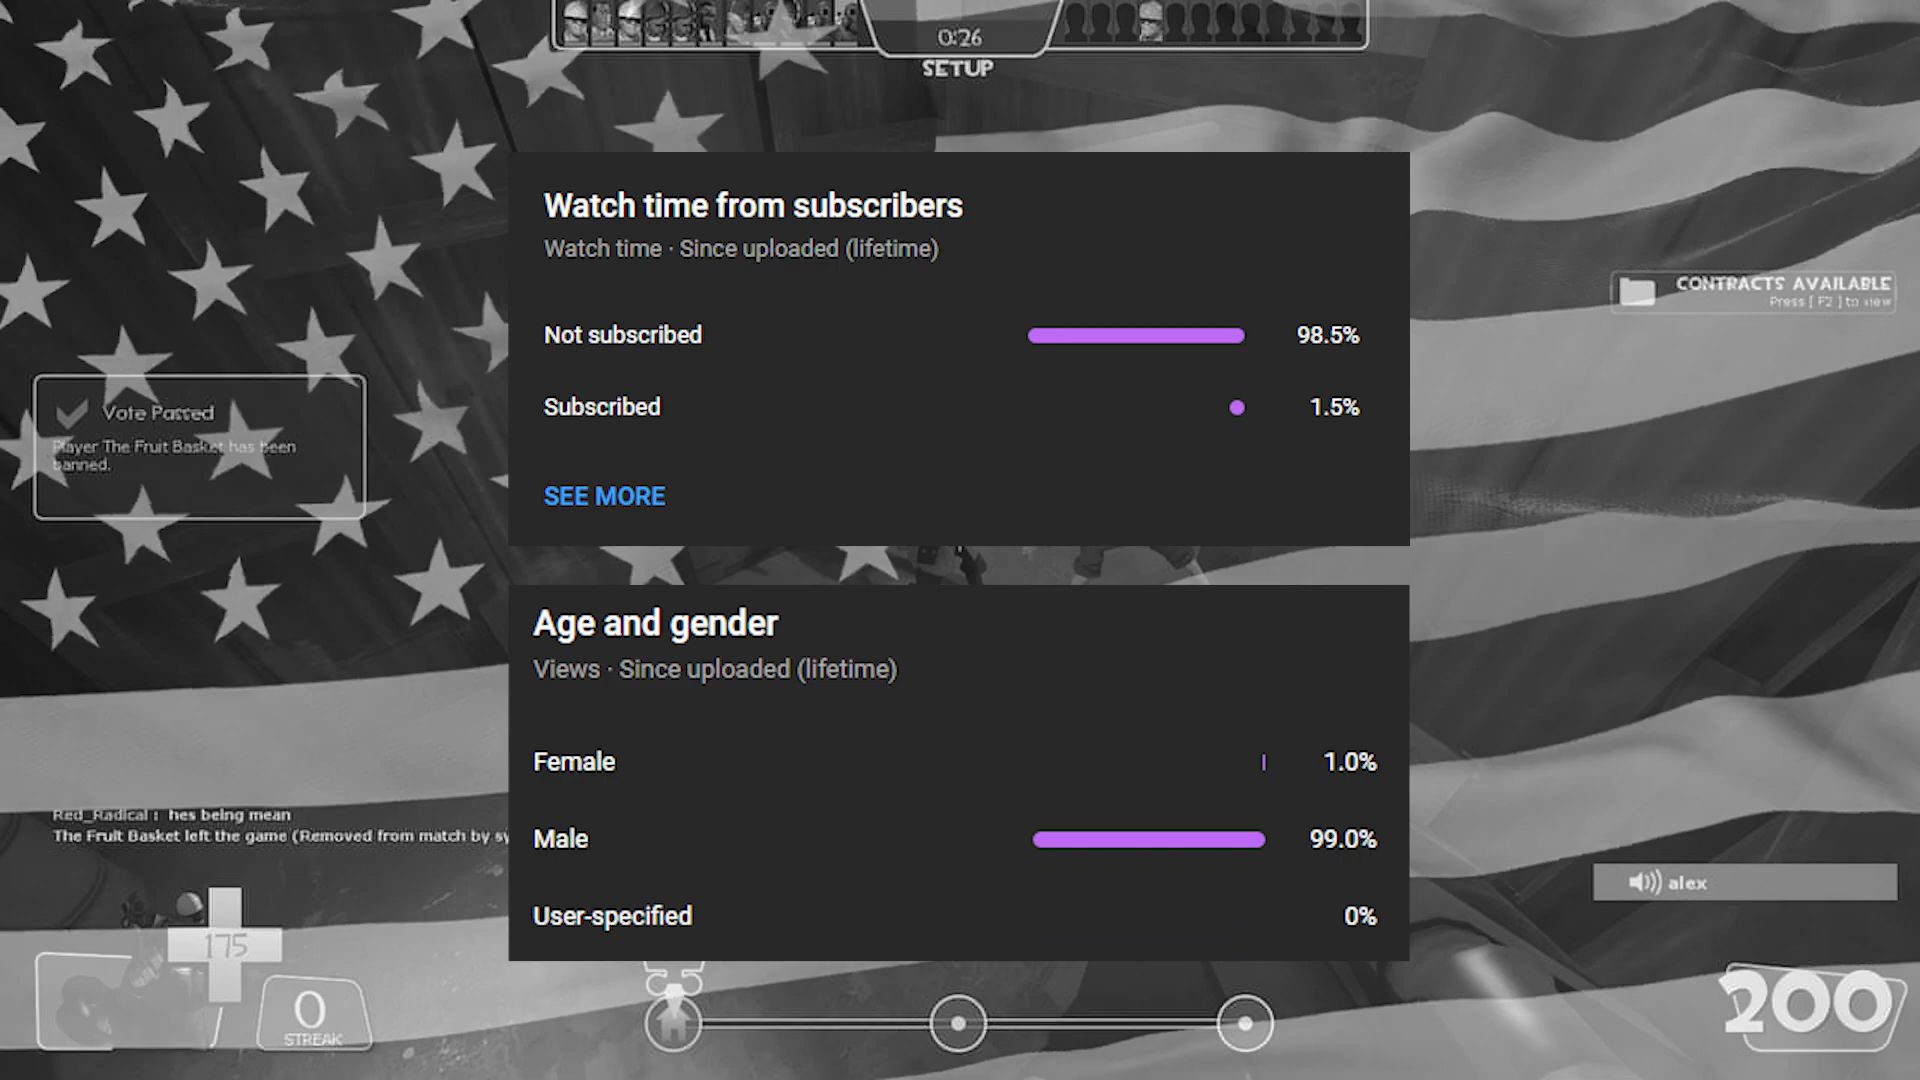 0:26
SETUP
Watch time from subscribers
Watch time · Since uploaded (lifetime)
Not subscribed 98.5%
Subscribed 1.5%
SEE MORE
CONTRACTS AVAILABLE
Press [ F2 ] to view
Vote Passed
Player The Fruit Basket has been
banned.
Age and gender
Views · Since uploaded (lifetime)
Female 1.0%
Male 99.0%
User-specified 0%
Red_Radical : hes being mean
The Fruit Basket left the game (Removed from match by sy
alex
175
0
STREAK
200